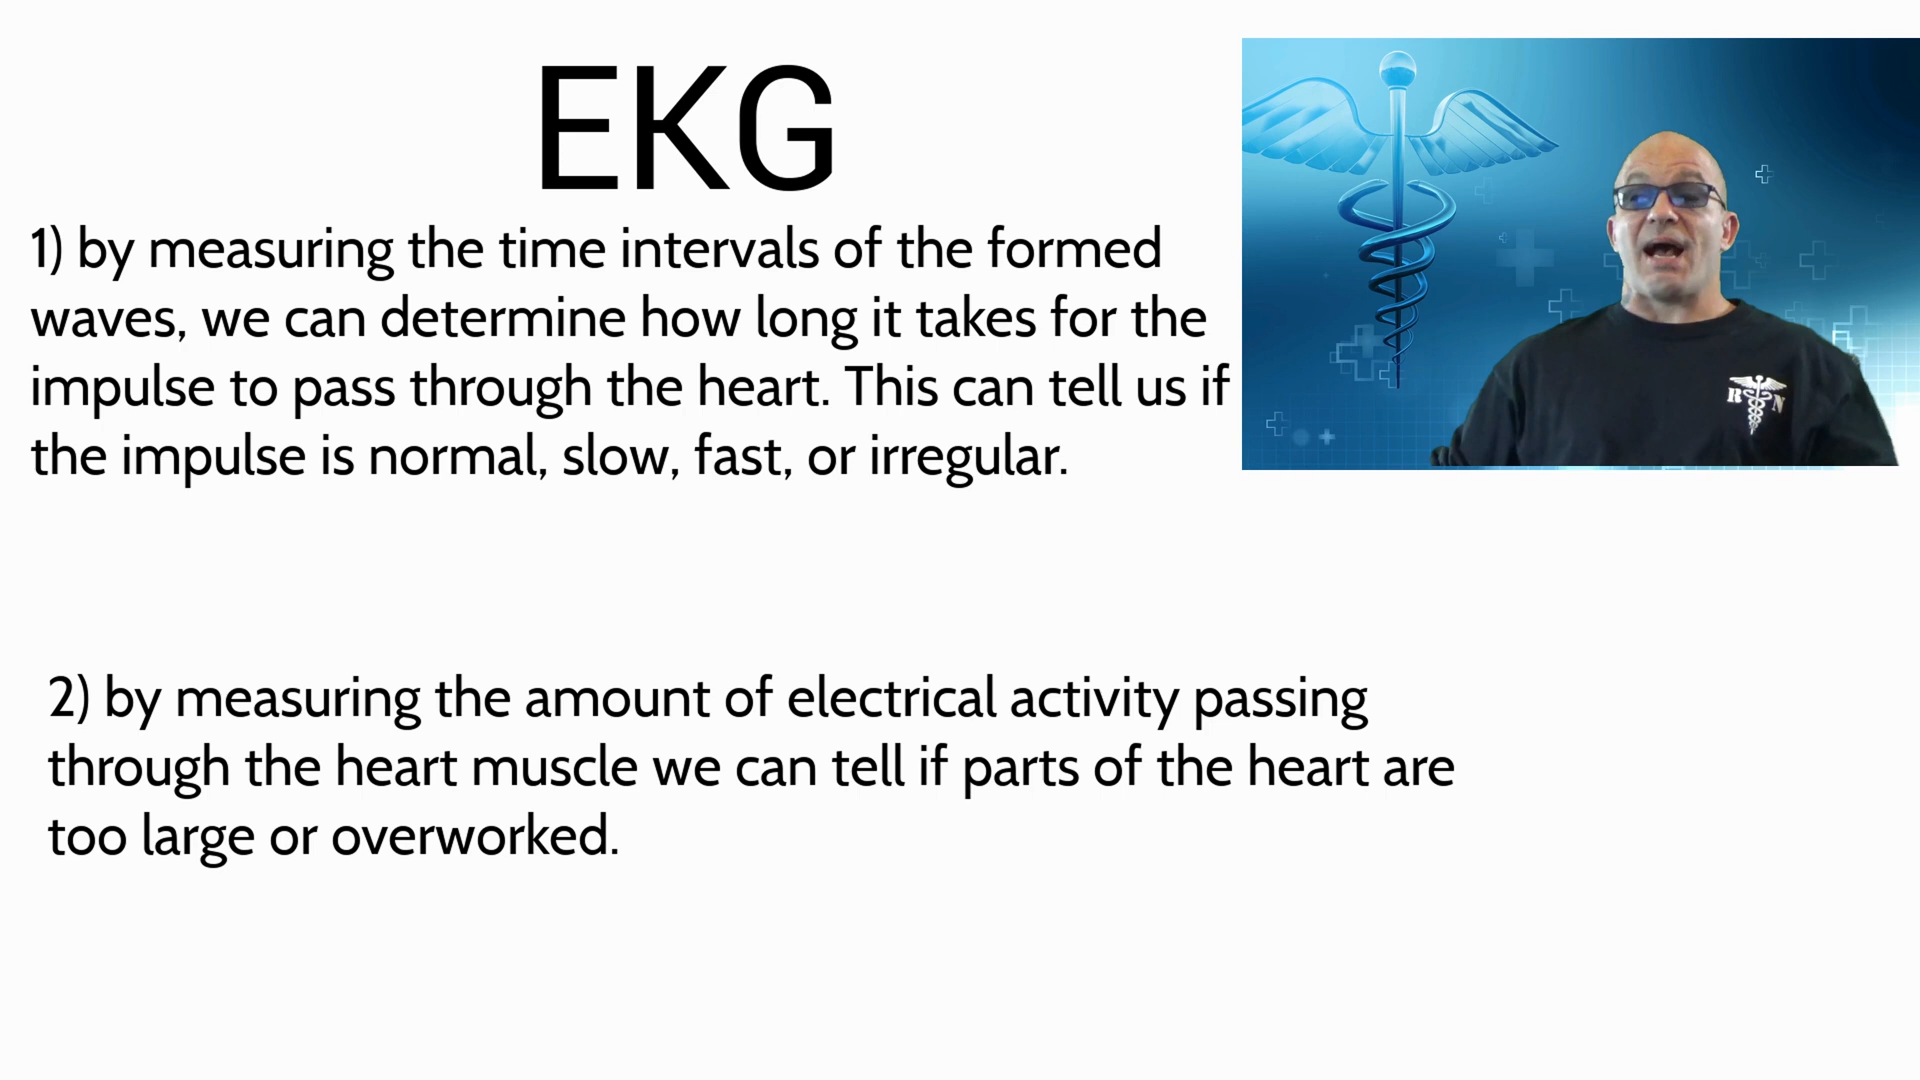 EKG
1) by measuring the time intervals of the formed
waves, we can determine how long it takes for the
impulse to pass through the heart. This can tell us if
the impulse is normal, slow, fast, or irregular.
R N
2) by measuring the amount of electrical activity passing
through the heart muscle we can tell if parts of the heart are
too large or overworked.